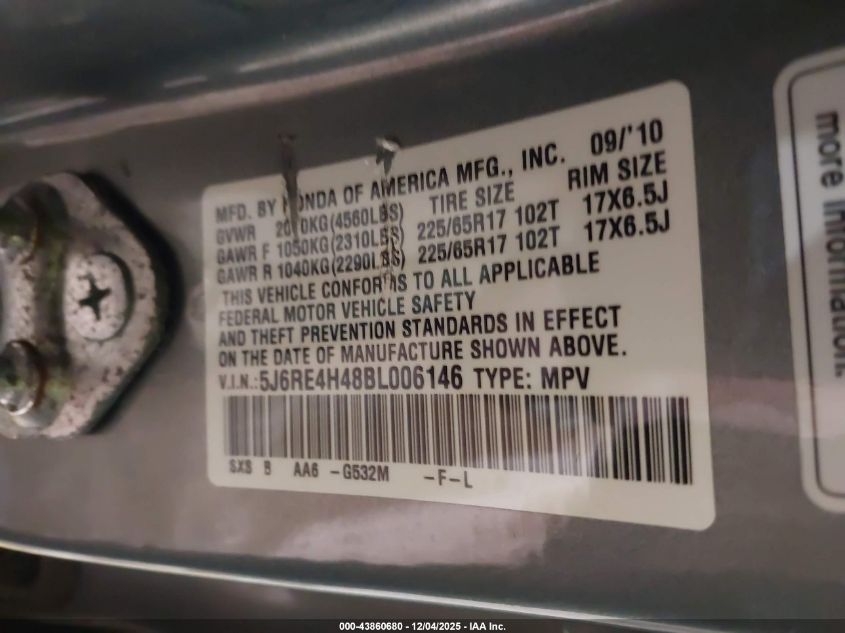 MFD. BY HONDA OF AMERICA MFG., INC. 09/'10
GVWR (4560LBS) TIRE SIZE RIM SIZE
GAWR F 1050KG(2310LBS) 225/65R17 102T 17X6.5J
GAWR R 1040KG(2290LBS) 225/65R17 102T 17X6.5J
THIS VEHICLE CONFORMS TO ALL APPLICABLE
FEDERAL MOTOR VEHICLE SAFETY
AND THEFT PREVENTION STANDARDS IN EFFECT
ON THE DATE OF MANUFACTURE SHOWN ABOVE.
V.I.N.:5J6RE4H48BL006146 TYPE: MPV
SXS B AA6 -G532M -F-L
more information.
000-43860680 - 12/04/2025 - IAA Inc.